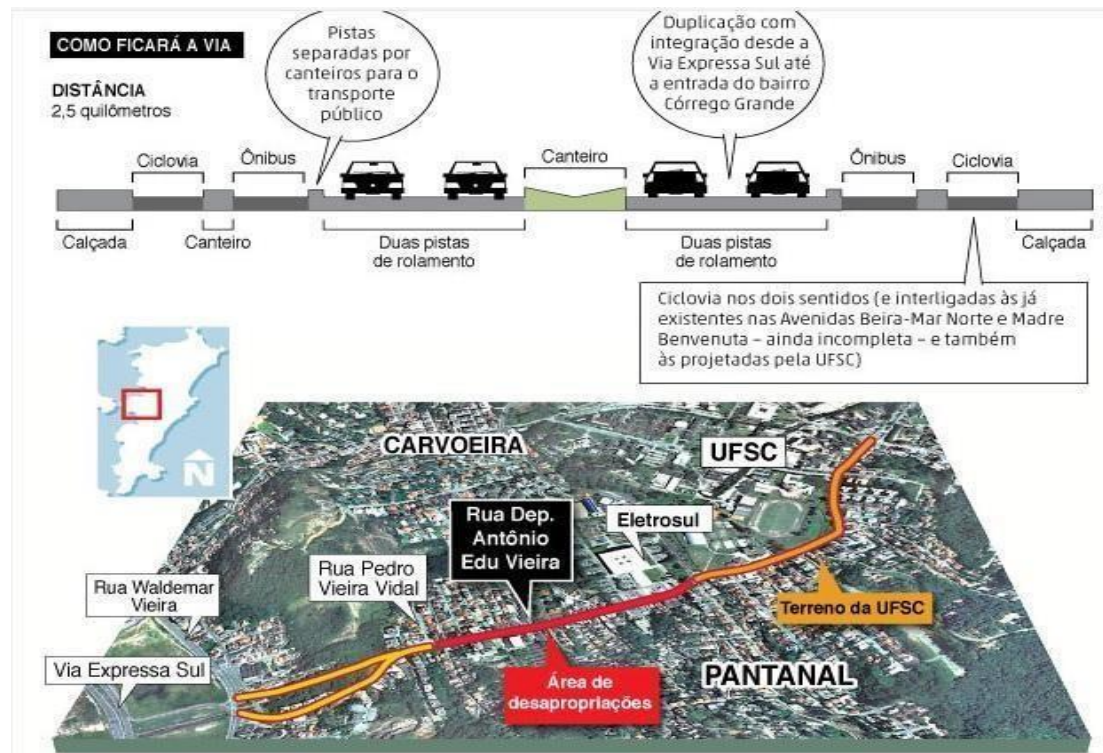 COMO FICARÁ A VIA
DISTÂNCIA
2,5 quilômetros
Pistas
separadas por
canteiros para o
transporte
público
Duplicação com
integração desde a
Via Expressa Sul até
a entrada do bairro
Córrego Grande
Ciclovia
Ônibus
Canteiro
Ônibus
Ciclovia
Calçada
Canteiro
Duas pistas
de rolamento
Duas pistas
de rolamento
Calçada
Ciclovia nos dois sentidos (e interligadas às já
existentes nas Avenidas Beira-Mar Norte e Madre
Benvenuta – ainda incompleta – e também
às projetadas pela UFSC)
N
CARVOEIRA
UFSC
Rua Dep.
Antônio
Edu Vieira
Eletrosul
Rua Pedro
Vieira Vidal
Rua Waldemar
Vieira
Terreno da UFSC
Via Expressa Sul
Área de
desapropriações
PANTANAL